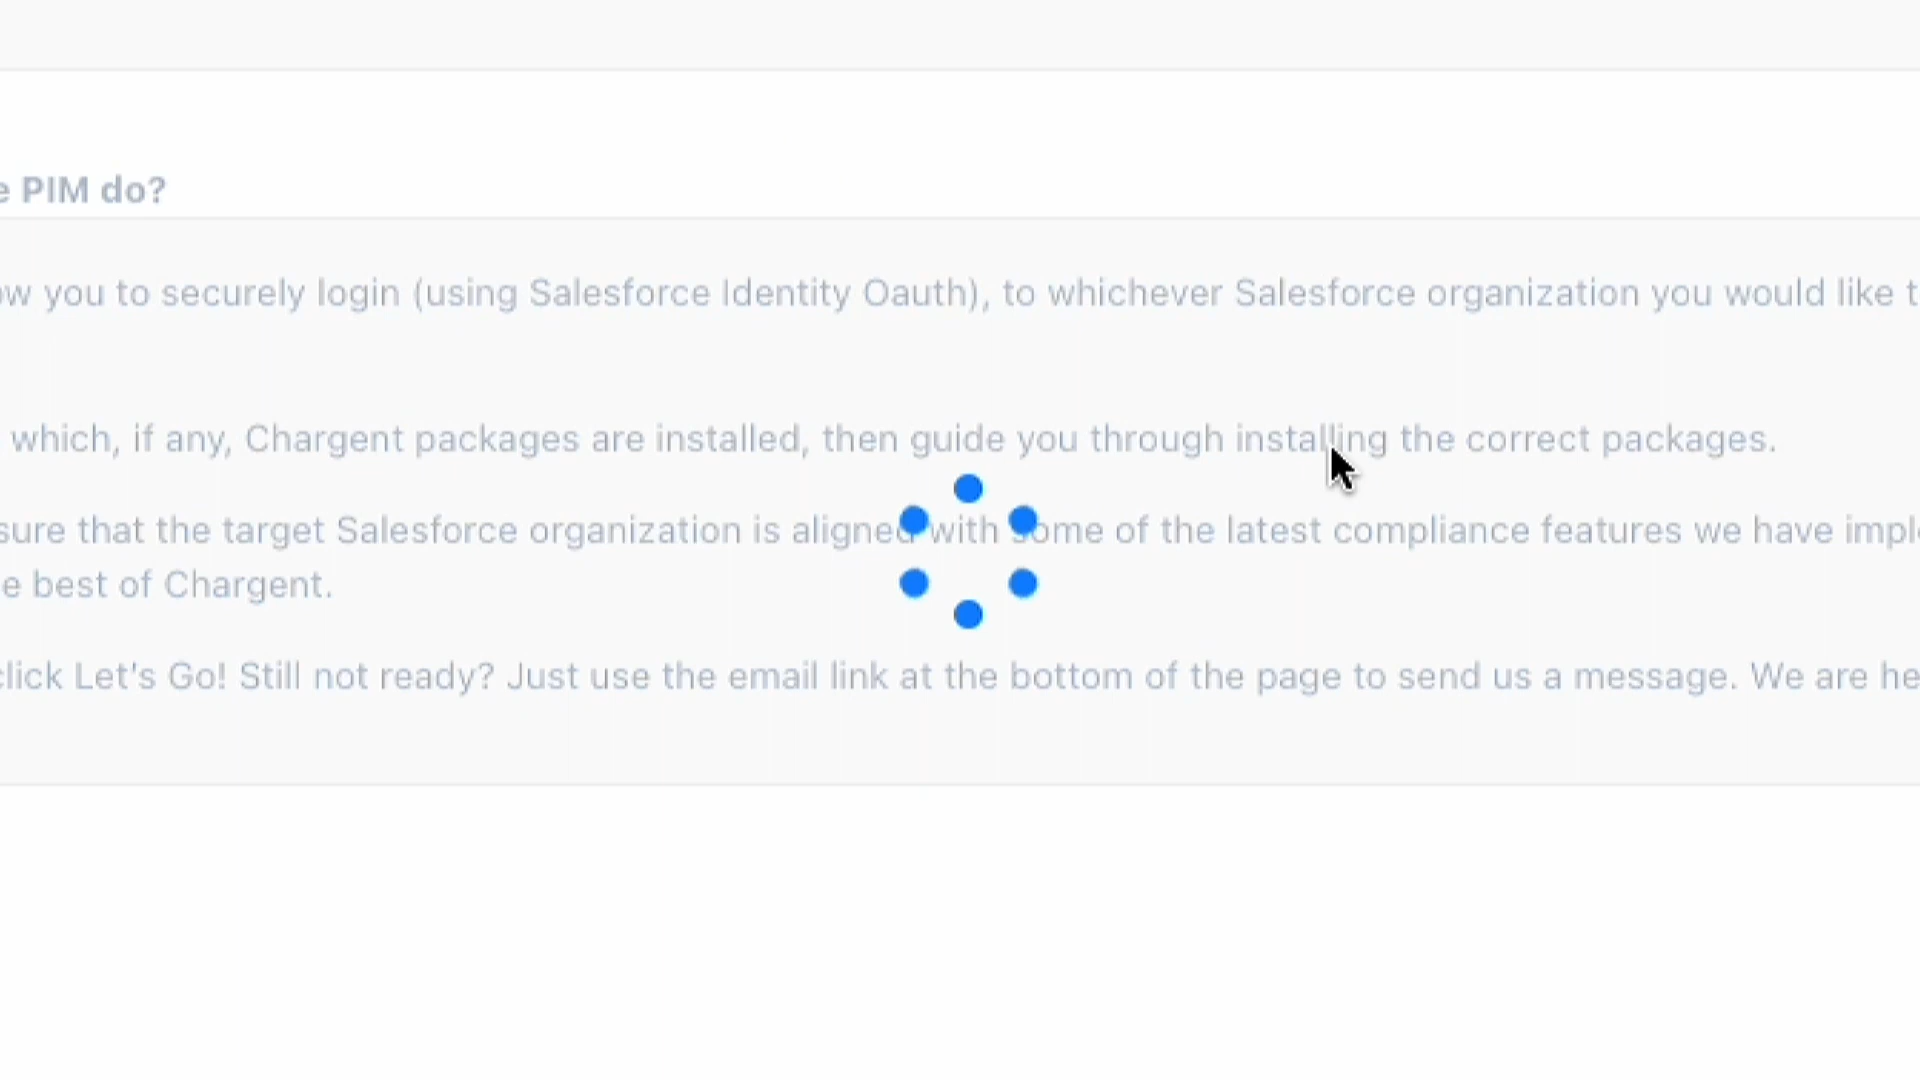 e PIM do?
ow you to securely login (using Salesforce Identity Oauth), to whichever Salesforce organization you would like t
which, if any, Chargent packages are installed, then guide you through installing the correct packages.
sure that the target Salesforce organization is aligned with some of the latest compliance features we have imple
e best of Chargent.
click Let's Go! Still not ready? Just use the email link at the bottom of the page to send us a message. We are he